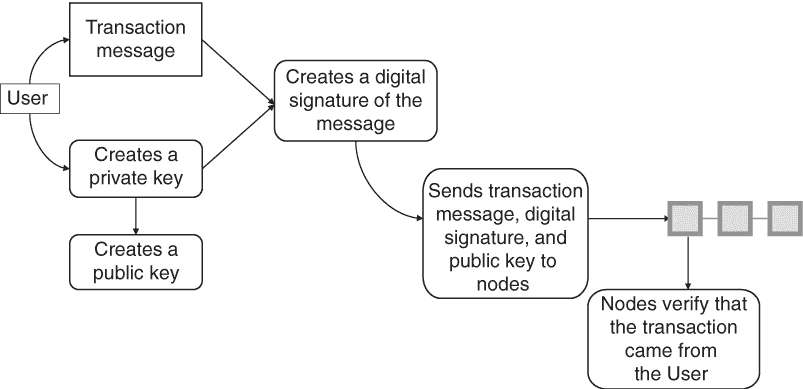 Transaction
message
User
Creates a
private key
Creates a
public key
Creates a digital
signature of the
message
Sends transaction
message, digital
signature, and
public key to
nodes
Nodes verify that
the transaction
came from
the User